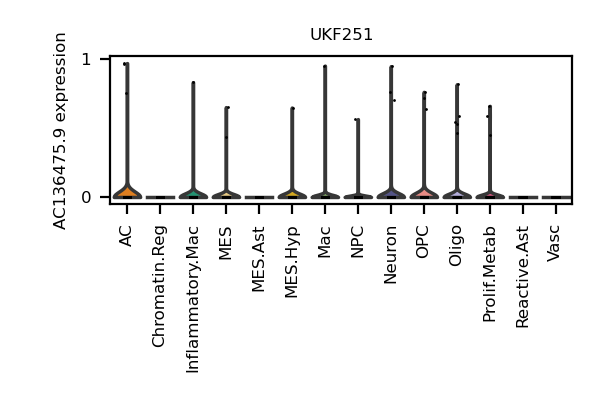 UKF251
AC136475.9 expression
1
0
AC
Chromatin.Reg
Inflammatory.Mac
MES
MES.Ast
MES.Hyp
Mac
NPC
Neuron
OPC
Oligo
Prolif.Metab
Reactive.Ast
Vasc